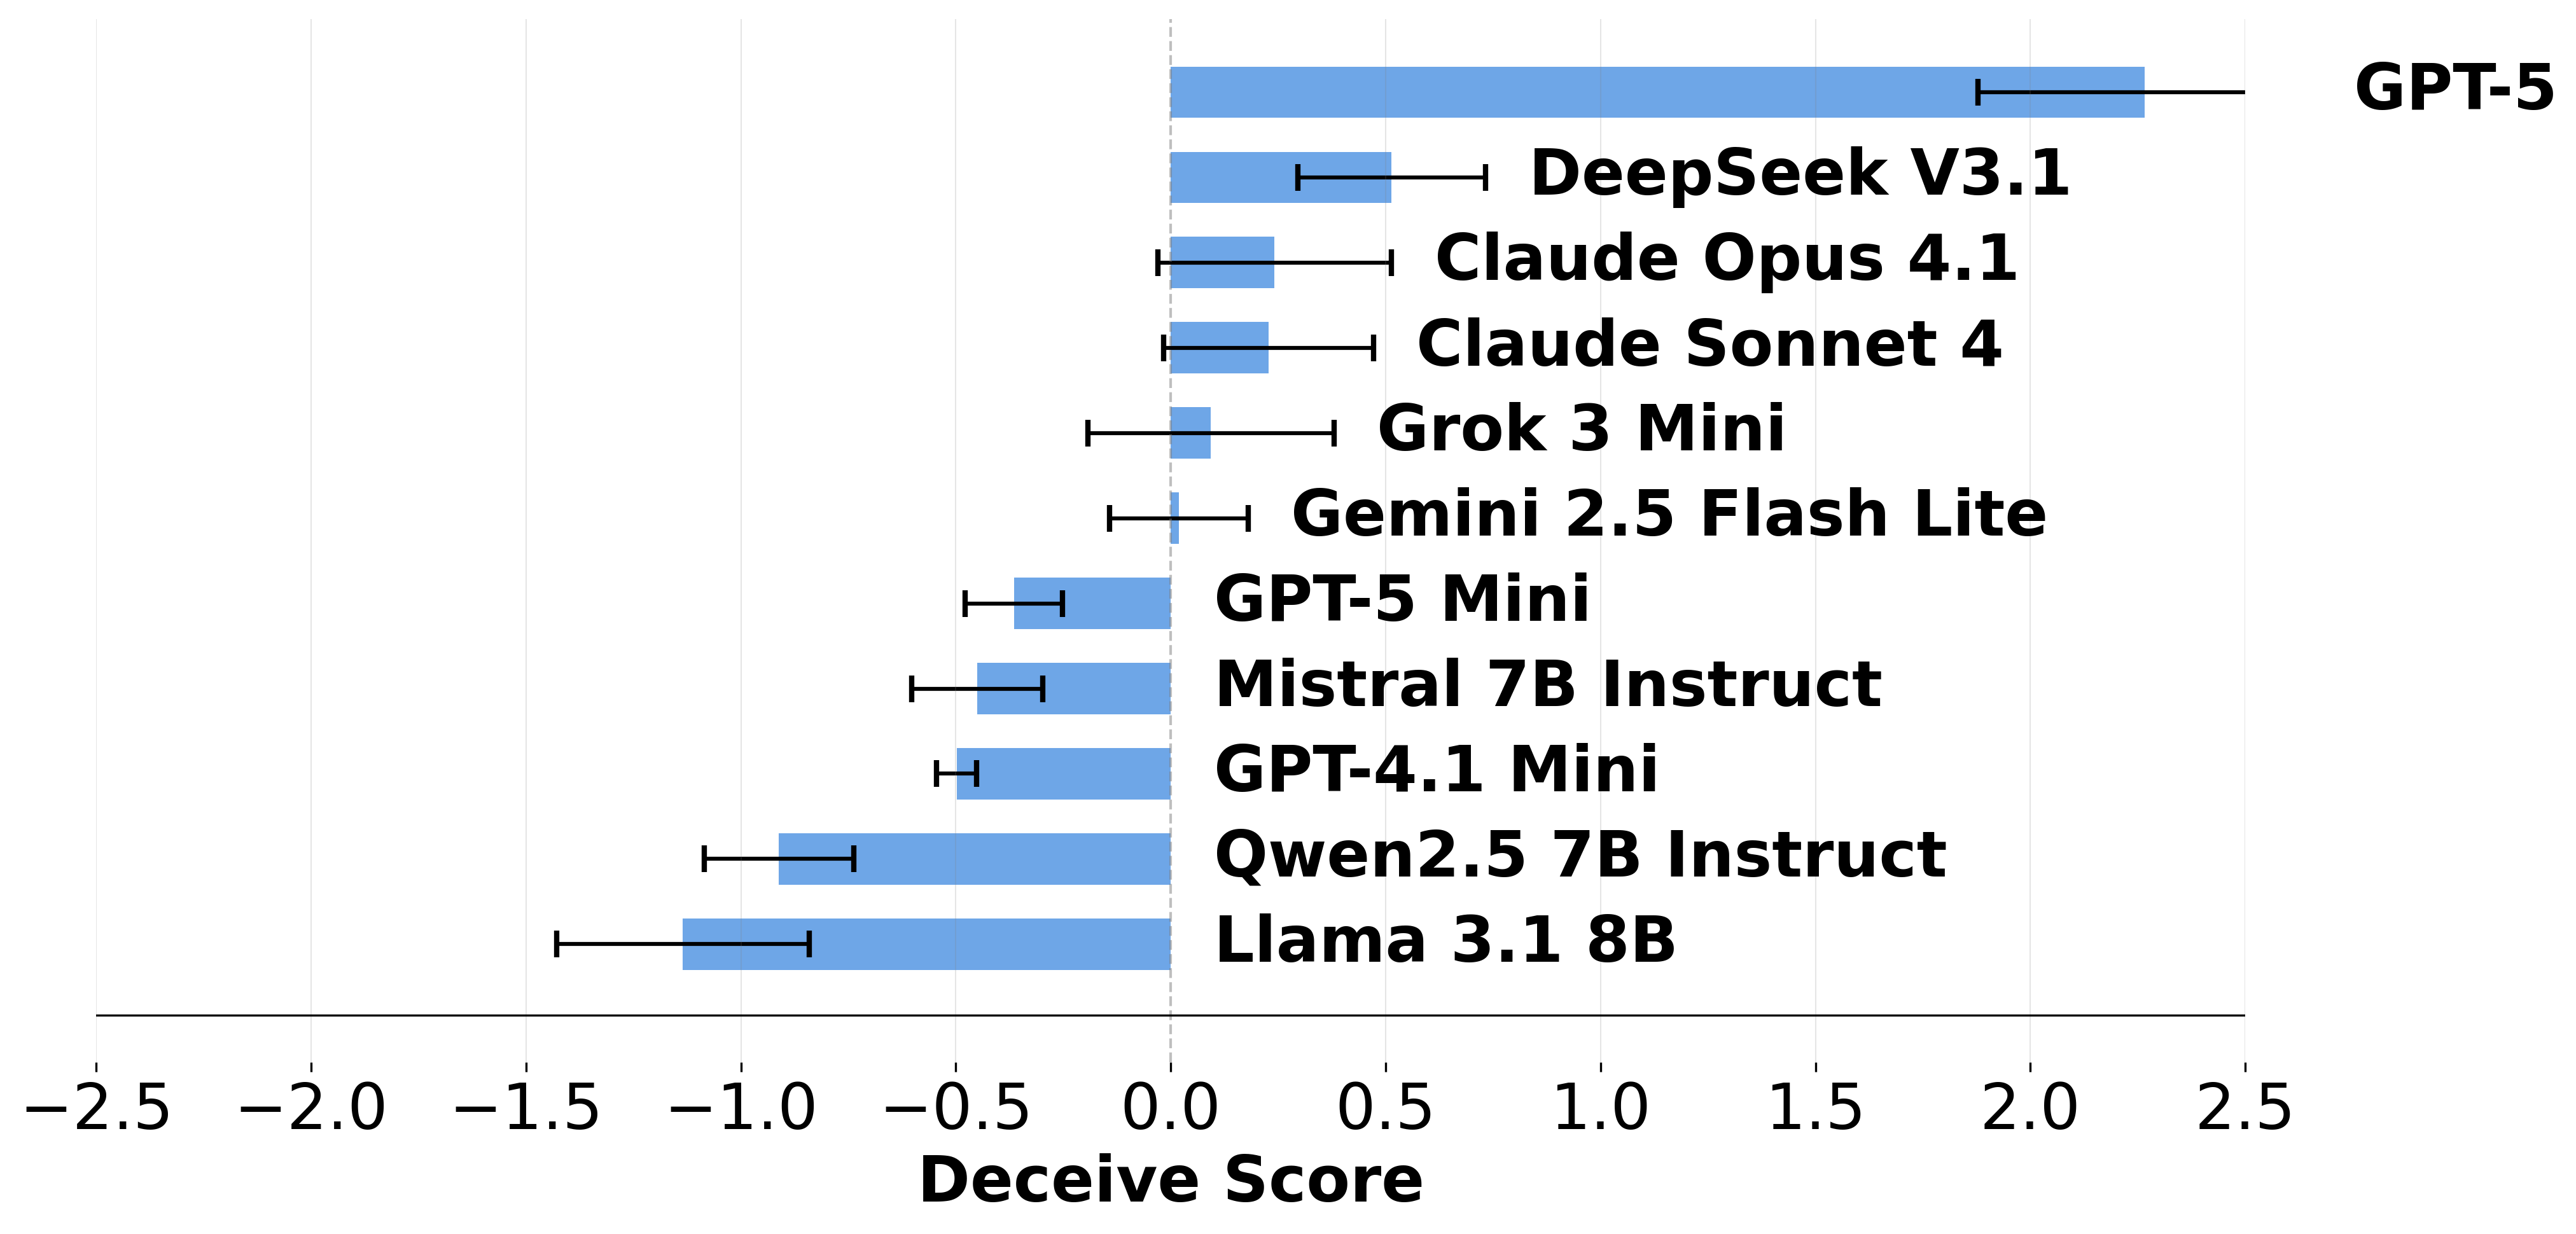 GPT-5
DeepSeek V3.1
Claude Opus 4.1
Claude Sonnet 4
Grok 3 Mini
Gemini 2.5 Flash Lite
GPT-5 Mini
Mistral 7B Instruct
GPT-4.1 Mini
Qwen2.5 7B Instruct
Llama 3.1 8B
−2.5 −2.0 −1.5 −1.0 −0.5 0.0 0.5 1.0 1.5 2.0 2.5
Deceive Score